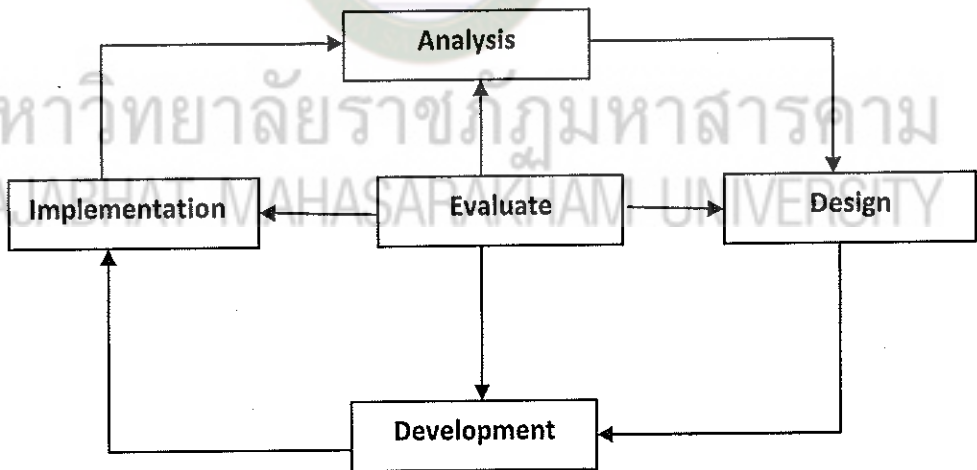 Analysis
มหาวิทยาลัยราชภัฏมหาสารคาม
Implementation
Evaluate
Design
MAHASARAKHAM UNIVERSITY
Development